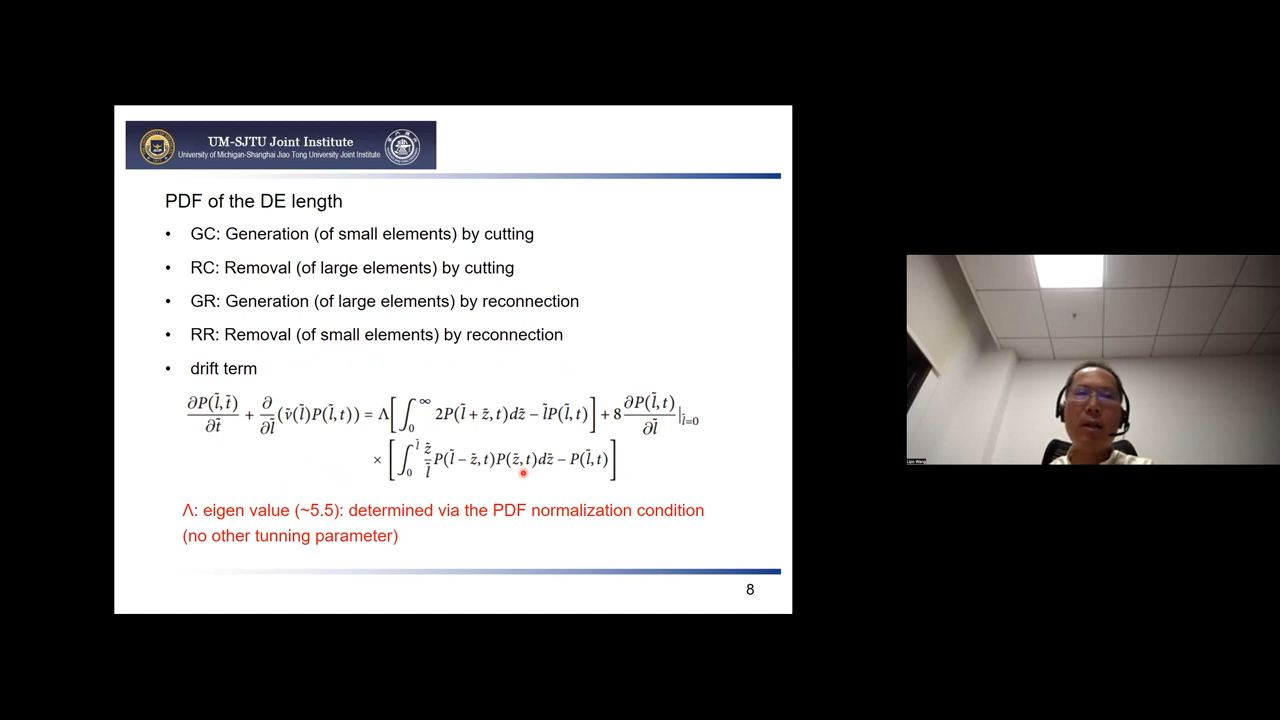 UM-SJTU Joint Institute
University of Michigan-Shanghai Jiao Tong University Joint Institute
PDF of the DE length
• GC: Generation (of small elements) by cutting
• RC: Removal (of large elements) by cutting
• GR: Generation (of large elements) by reconnection
• RR: Removal (of small elements) by reconnection
• drift term
∂P(l̃,t̃)/∂t̃ + ∂/∂l̃ (ṽ(l̃)P(l̃,t)) = Λ[∫₀^∞ 2P(l̃ + z̃, t)dz̃ − l̃P(l̃,t)] + 8 ∂P(l̃,t)/∂l̃ |l̃=0
× [∫₀^l̃ z̃/l̃ P(l̃ − z̃, t)P(z̃, t)dz̃ − P(l̃,t)]
Λ: eigen value (~5.5): determined via the PDF normalization condition
(no other tunning parameter)
8
Lipo Wang